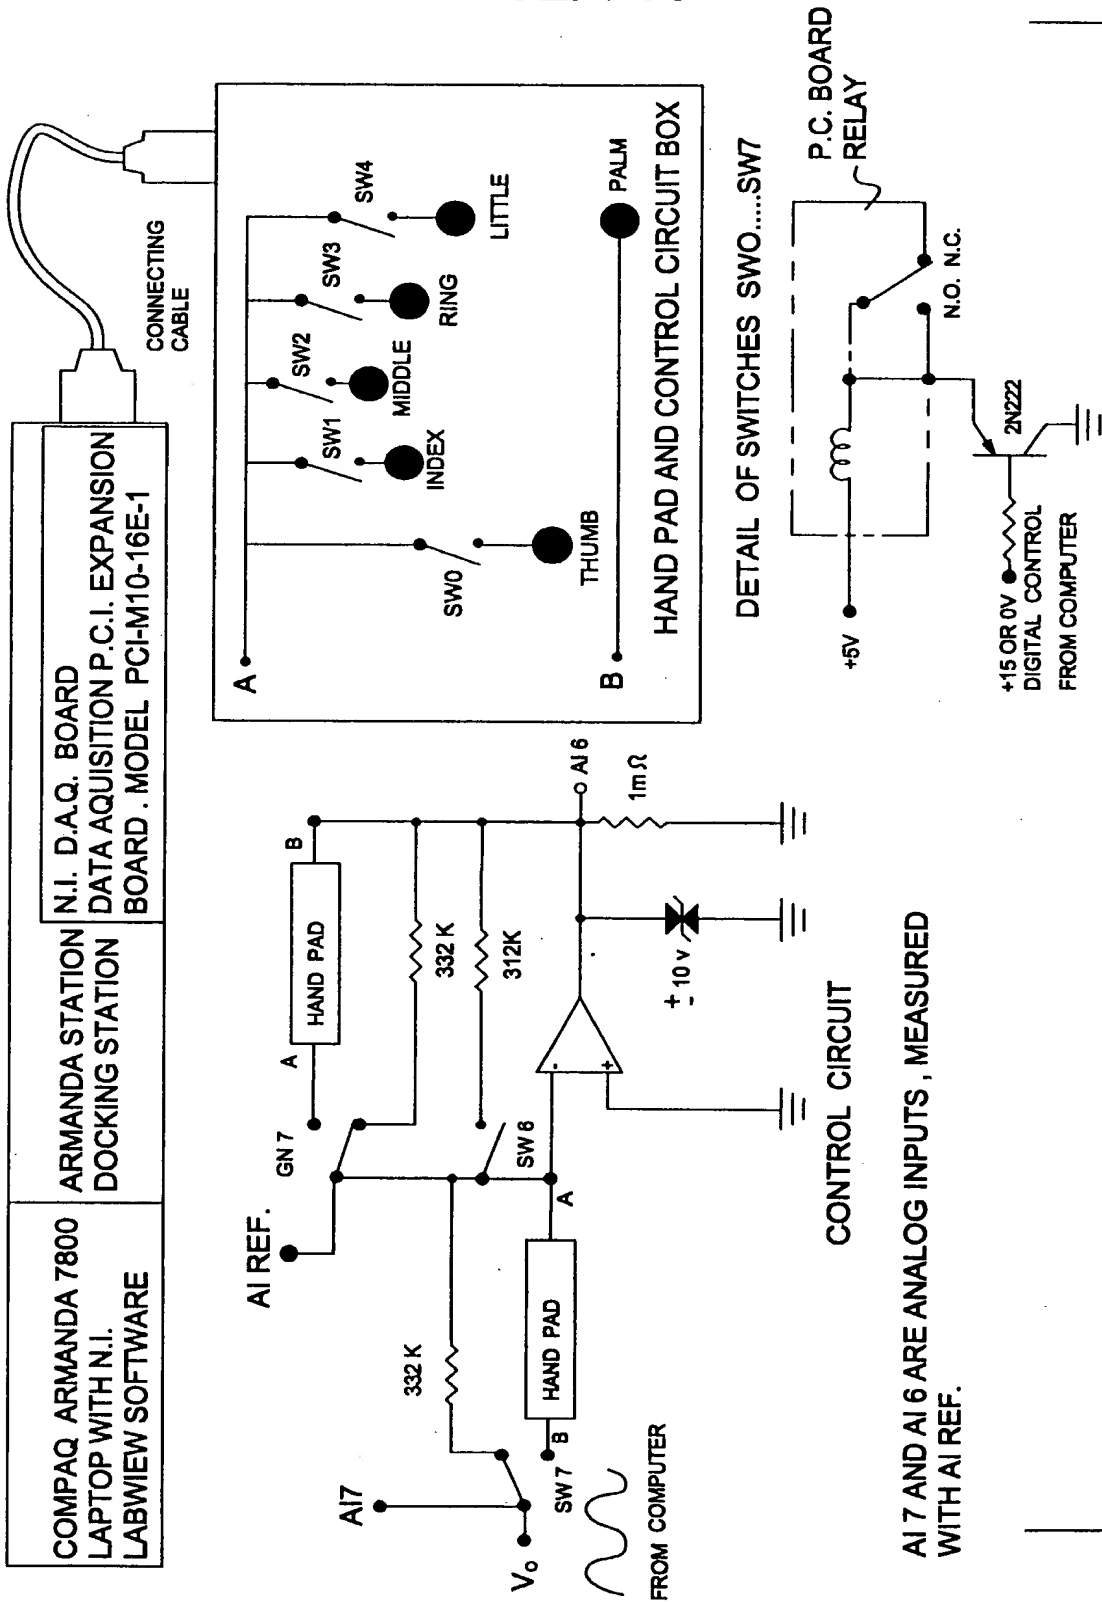 COMPAQ ARMANDA 7800
LAPTOP WITH N.I.
LABVIEW SOFTWARE
ARMANDA STATION
DOCKING STATION
N.I. D.A.Q. BOARD
DATA AQUISITION P.C.I. EXPANSION
BOARD . MODEL PCI-M10-16E-1
CONNECTING
CABLE
A
SW0
THUMB
SW1
INDEX
SW2
MIDDLE
SW3
RING
SW4
LITTLE
B
PALM
HAND PAD AND CONTROL CIRCUIT BOX
AI REF.
GN 7
A
HAND PAD
B
332 K
312K
SW 6
332 K
AI7
Vo
SW 7
B
HAND PAD
A
-
+
± 10 v
AI 6
1m Ω
FROM COMPUTER
CONTROL CIRCUIT
AI 7 AND AI 6 ARE ANALOG INPUTS , MEASURED
WITH AI REF.
DETAIL OF SWITCHES SWO.....SW7
P.C. BOARD
RELAY
+5V
N.O. N.C.
2N222
+15 OR 0V
DIGITAL CONTROL
FROM COMPUTER